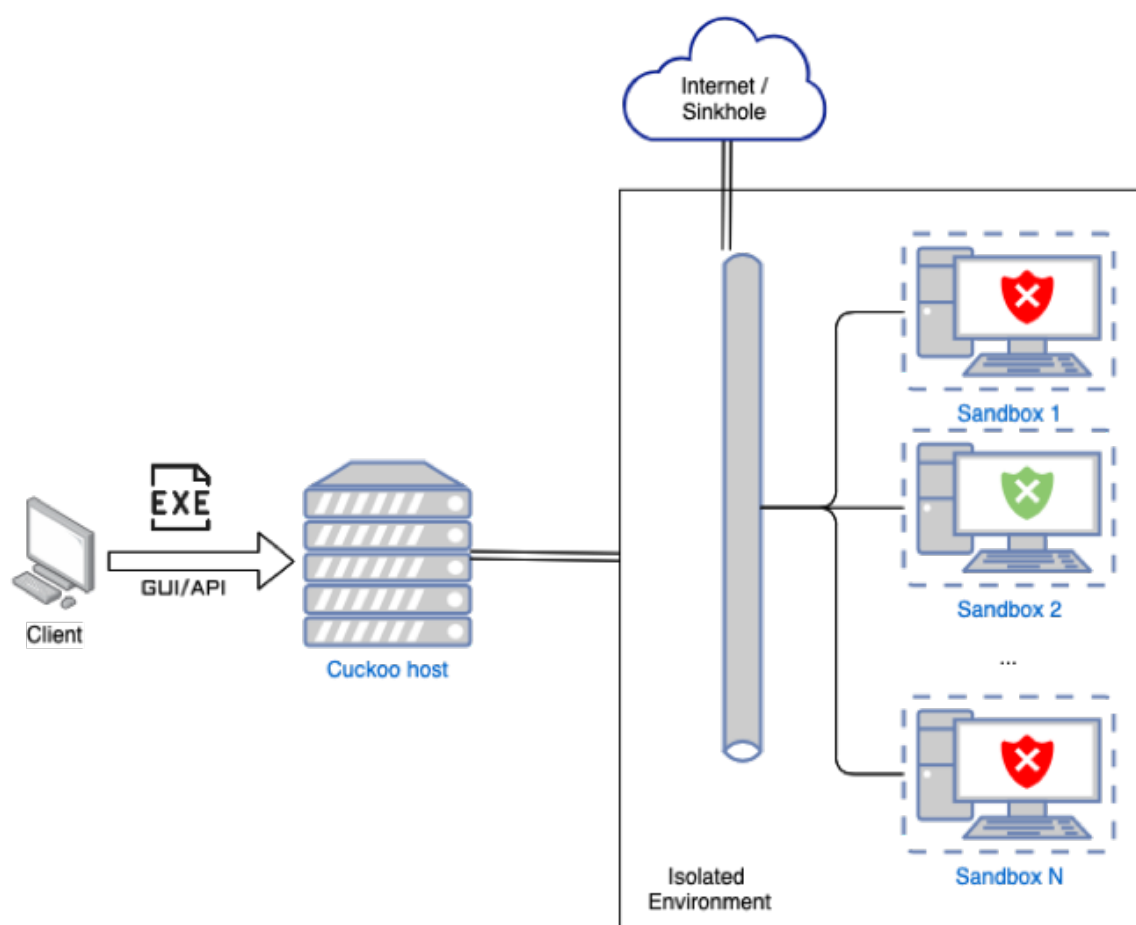 Internet /
Sinkhole
Sandbox 1
EXE
GUI/API
Client
Cuckoo host
Sandbox 2
...
Sandbox N
Isolated
Environment